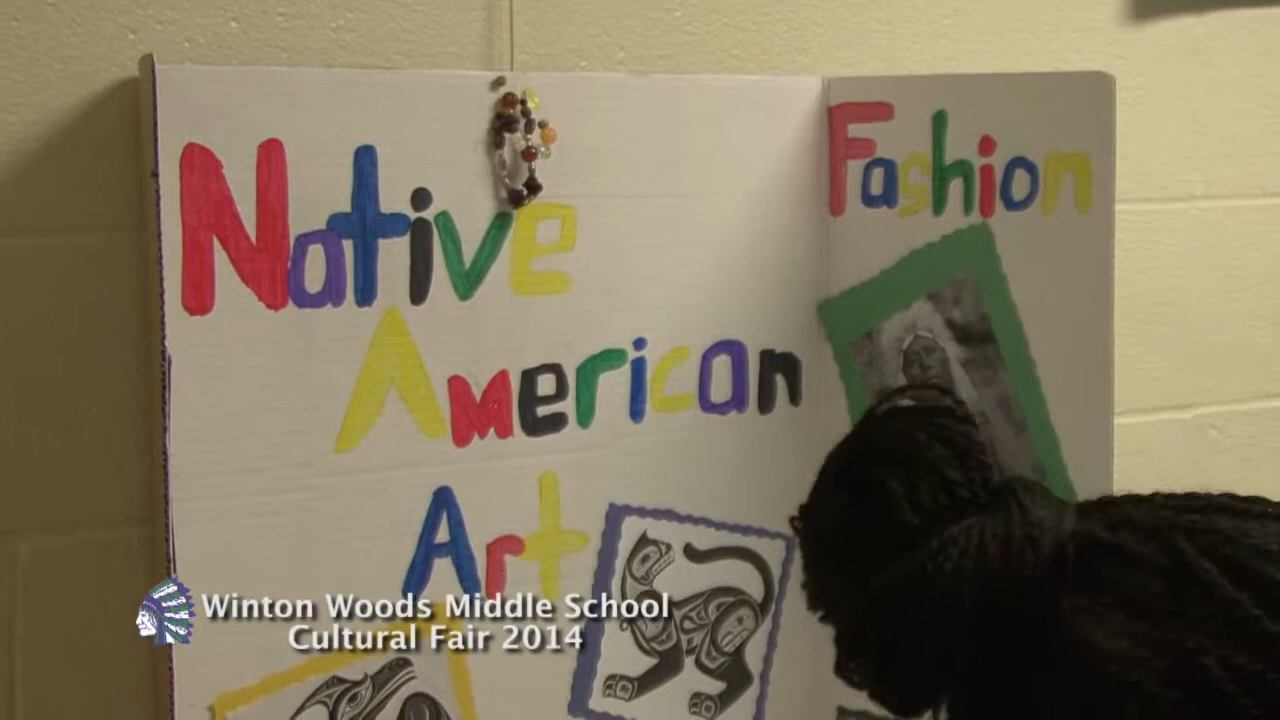 Native
American
Art
Fashion
Winton Woods Middle School
Cultural Fair 2014